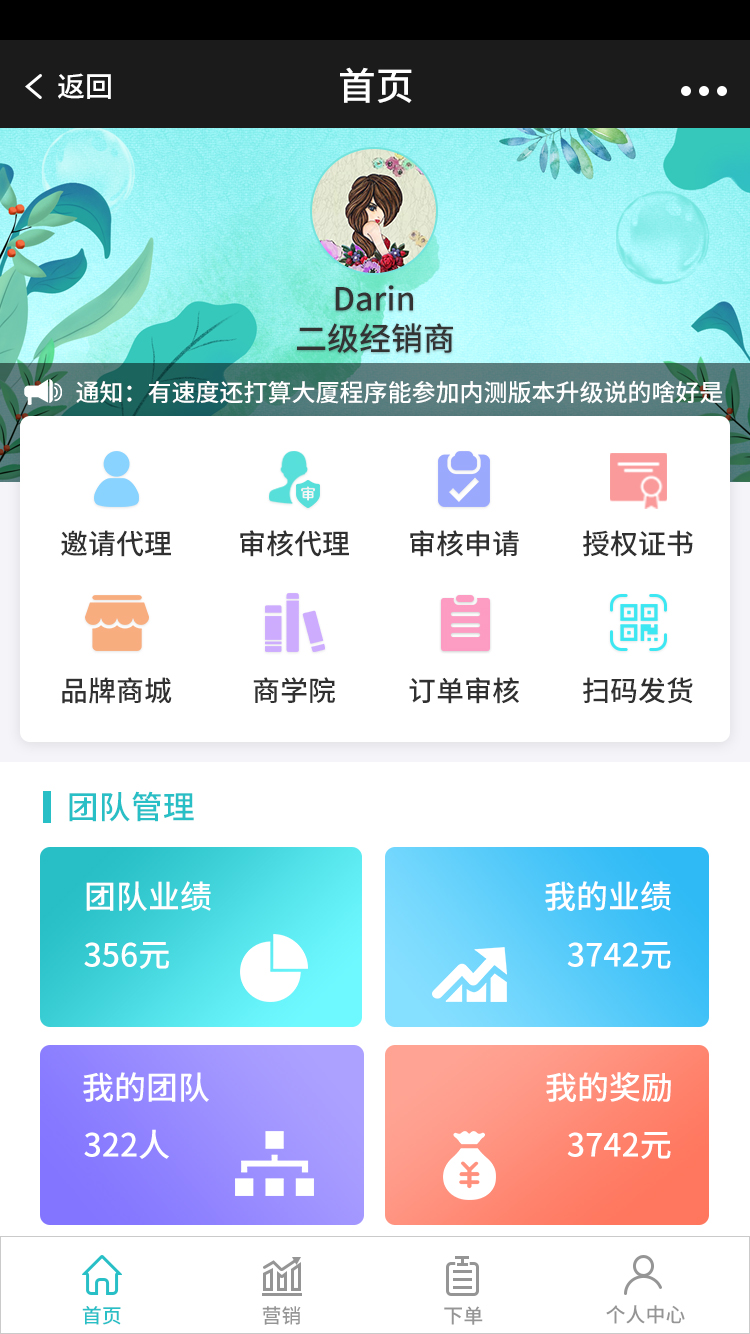 返回
首页
Darin
二级经销商
通知：有速度还打算大厦程序能参加内测版本升级说的啥好是
审
邀请代理 审核代理 审核申请 授权证书
品牌商城 商学院 订单审核 扫码发货
团队管理
团队业绩 我的业绩
356元 3742元
我的团队 我的奖励
322人 3742元
¥
首页 营销 下单 个人中心